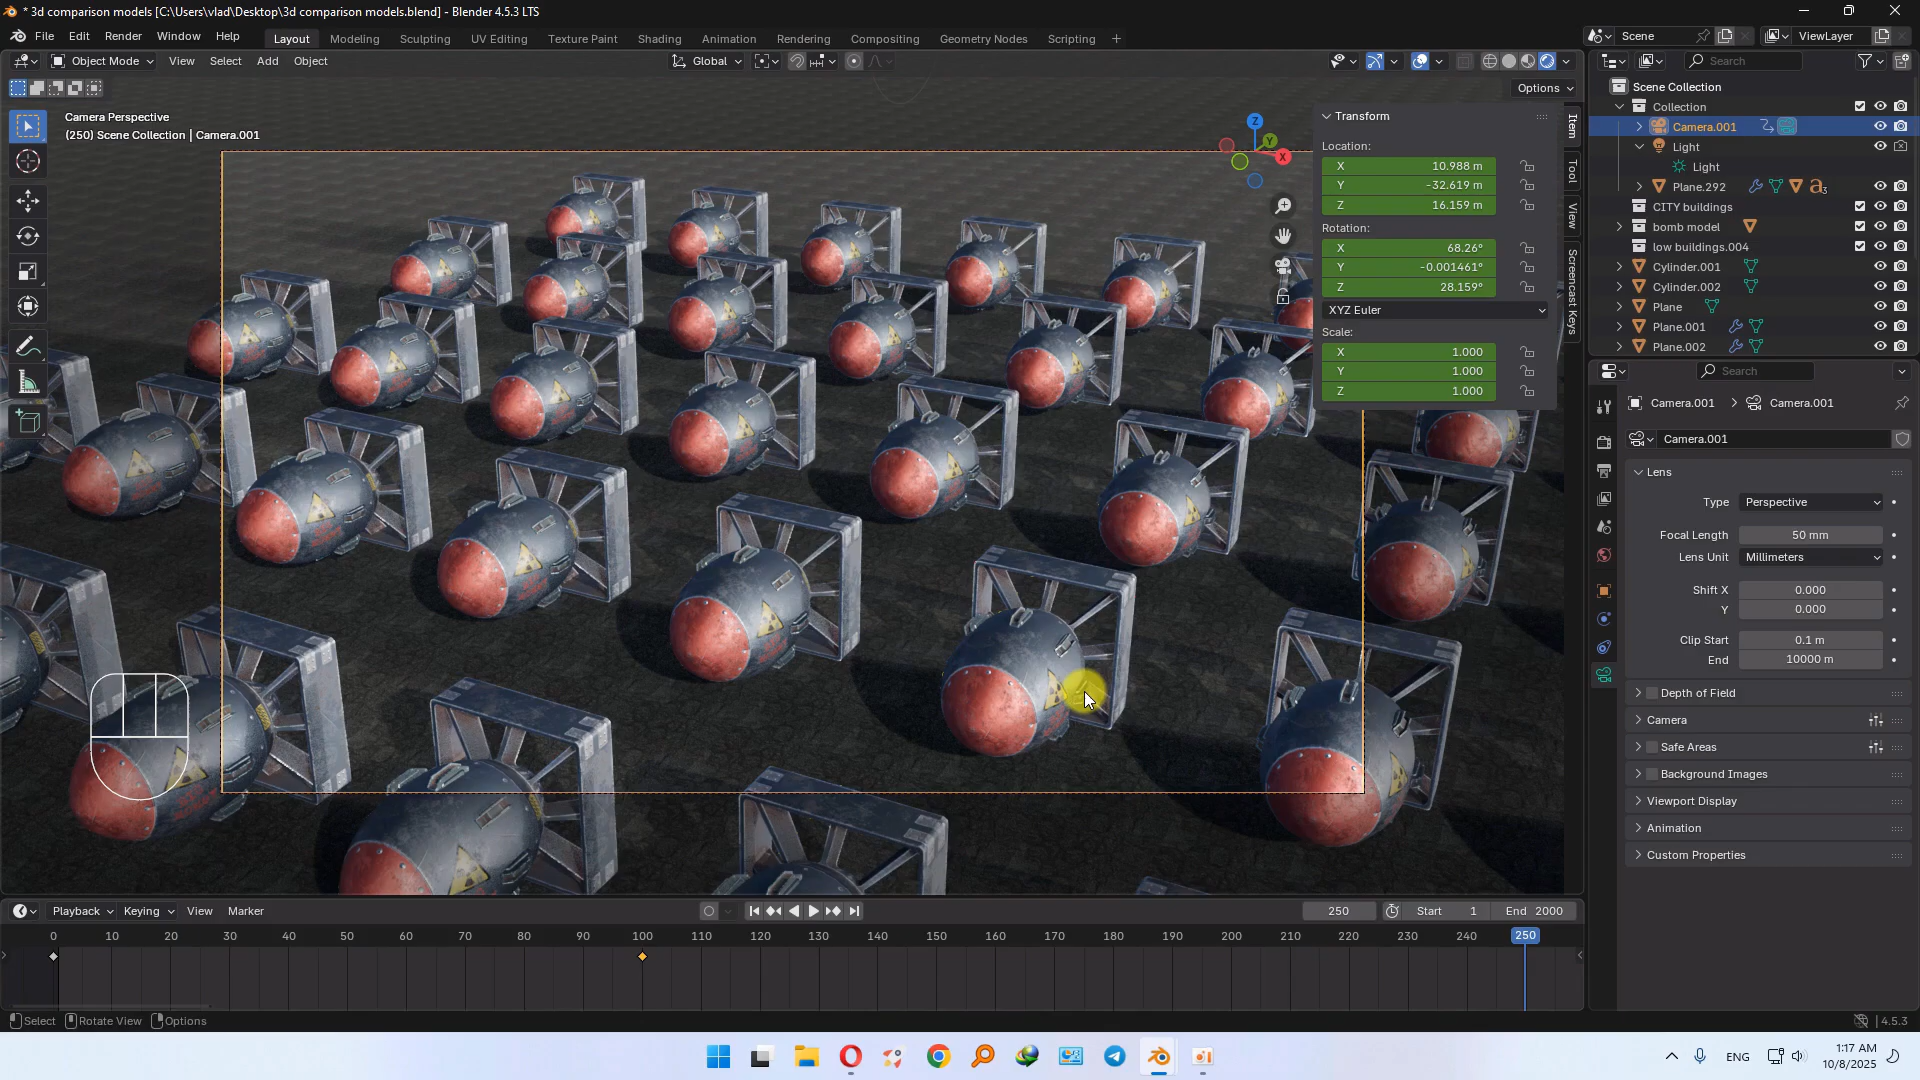 * 3d comparison models [C:\Users\vlad\Desktop\3d comparison models.blend] - Blender 4.5.3 LTS
File Edit Render Window Help
Layout Modeling Sculpting UV Editing Texture Paint Shading Animation Rendering Compositing Geometry Nodes Scripting +
Scene
ViewLayer
Object Mode View Select Add Object
Global
Search
Options
Camera Perspective
(250) Scene Collection | Camera.001
Z
Y
X
Transform
Location:
X 10.988 m
Y -32.619 m
Z 16.159 m
Rotation:
X 68.26°
Y -0.001461°
Z 28.159°
XYZ Euler
Scale:
X 1.000
Y 1.000
Z 1.000
Item
Tool
View
Screencast Keys
Scene Collection
Collection
Camera.001
Light
Light
Plane.292
3
CITY buildings
bomb model
low buildings.004
Cylinder.001
Cylinder.002
Plane
Plane.001
Plane.002
Search
Camera.001 > Camera.001
Camera.001
Lens
Type Perspective
Focal Length 50 mm
Lens Unit Millimeters
Shift X 0.000
Y 0.000
Clip Start 0.1 m
End 10000 m
Depth of Field
Camera
Safe Areas
Background Images
Viewport Display
Animation
Custom Properties
Playback Keying View Marker
250
Start 1
End 2000
0 10 20 30 40 50 60 70 80 90 100 110 120 130 140 150 160 170 180 190 200 210 220 230 240 250
Select Rotate View Options
4.5.3
ENG
1:17 AM
10/8/2025